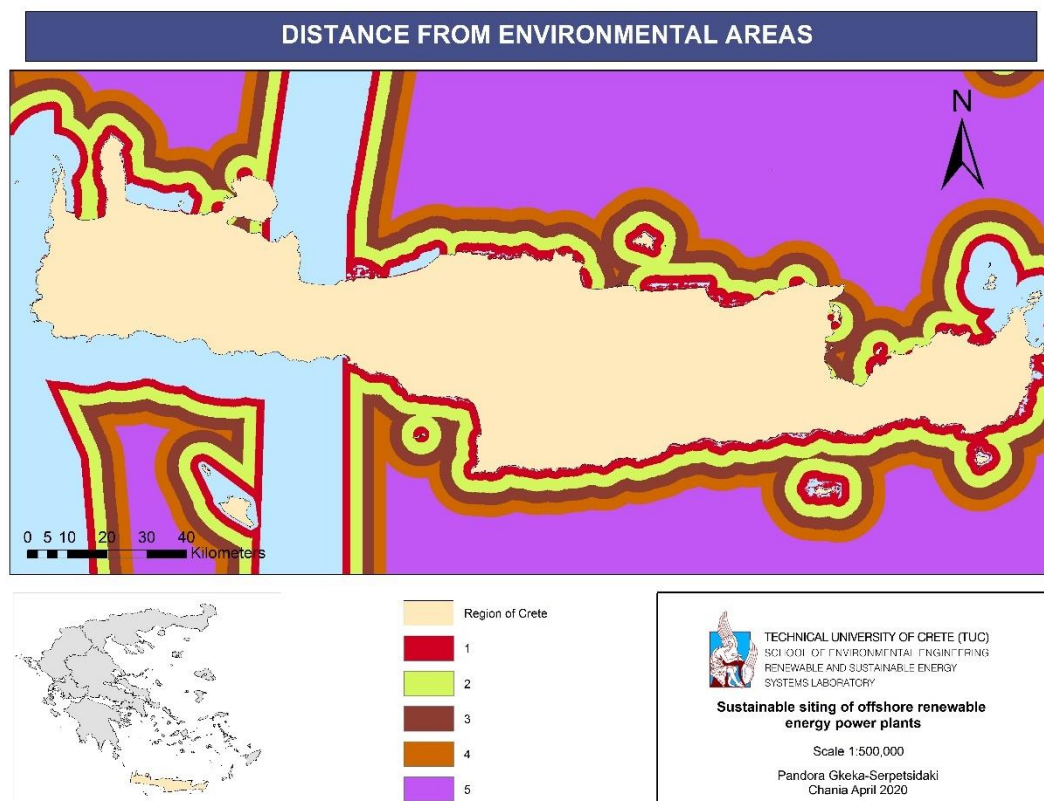 DISTANCE FROM ENVIRONMENTAL AREAS
N
0 5 10 20 30 40
Kilometers
Region of Crete
1
2
3
4
5
TECHNICAL UNIVERSITY OF CRETE (TUC)
SCHOOL OF ENVIRONMENTAL ENGINEERING
RENEWABLE AND SUSTAINABLE ENERGY
SYSTEMS LABORATORY
Sustainable siting of offshore renewable
energy power plants
Scale 1:500,000
Pandora Gkeka-Serpetsidaki
Chania April 2020